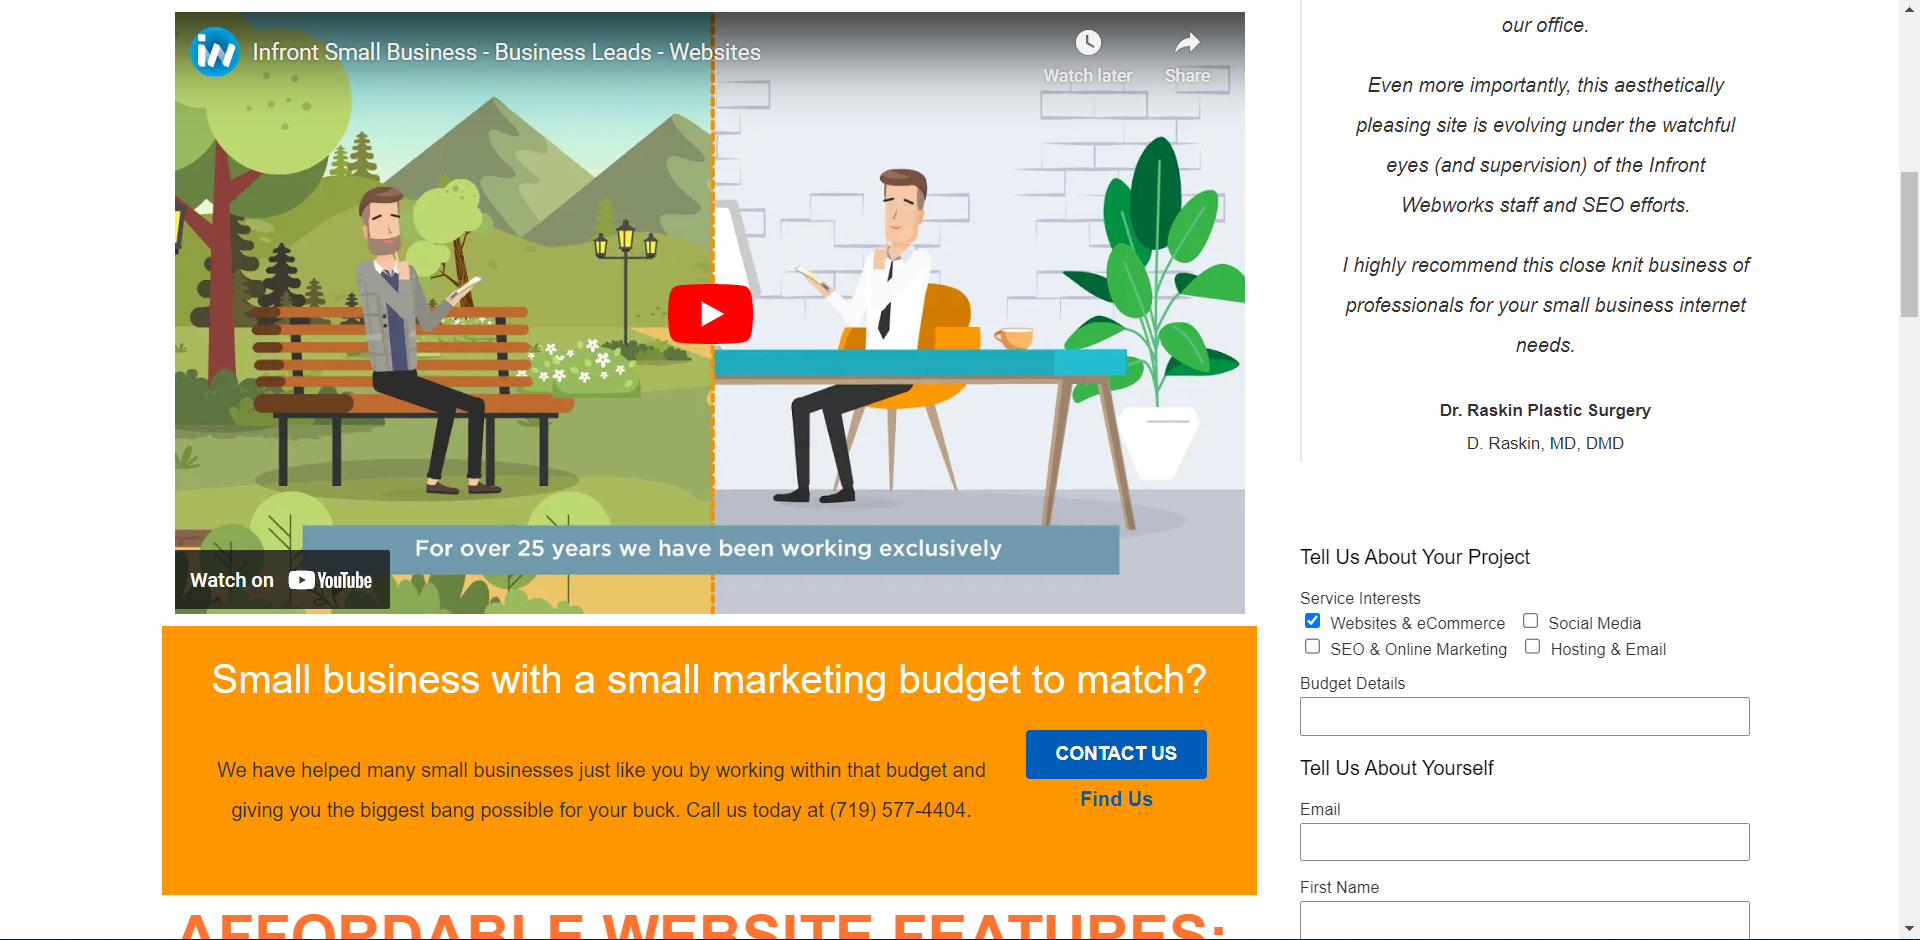 iw
Infront Small Business - Business Leads - Websites
Watch later
Share
For over 25 years we have been working exclusively
Watch on YouTube
Small business with a small marketing budget to match?
We have helped many small businesses just like you by working within that budget and
giving you the biggest bang possible for your buck. Call us today at (719) 577-4404.
CONTACT US
Find Us
AFFORDABLE WEBSITE FEATURES:
our office.
Even more importantly, this aesthetically
pleasing site is evolving under the watchful
eyes (and supervision) of the Infront
Webworks staff and SEO efforts.
I highly recommend this close knit business of
professionals for your small business internet
needs.
Dr. Raskin Plastic Surgery
D. Raskin, MD, DMD
Tell Us About Your Project
Service Interests
Websites & eCommerce
Social Media
SEO & Online Marketing
Hosting & Email
Budget Details
Tell Us About Yourself
Email
First Name